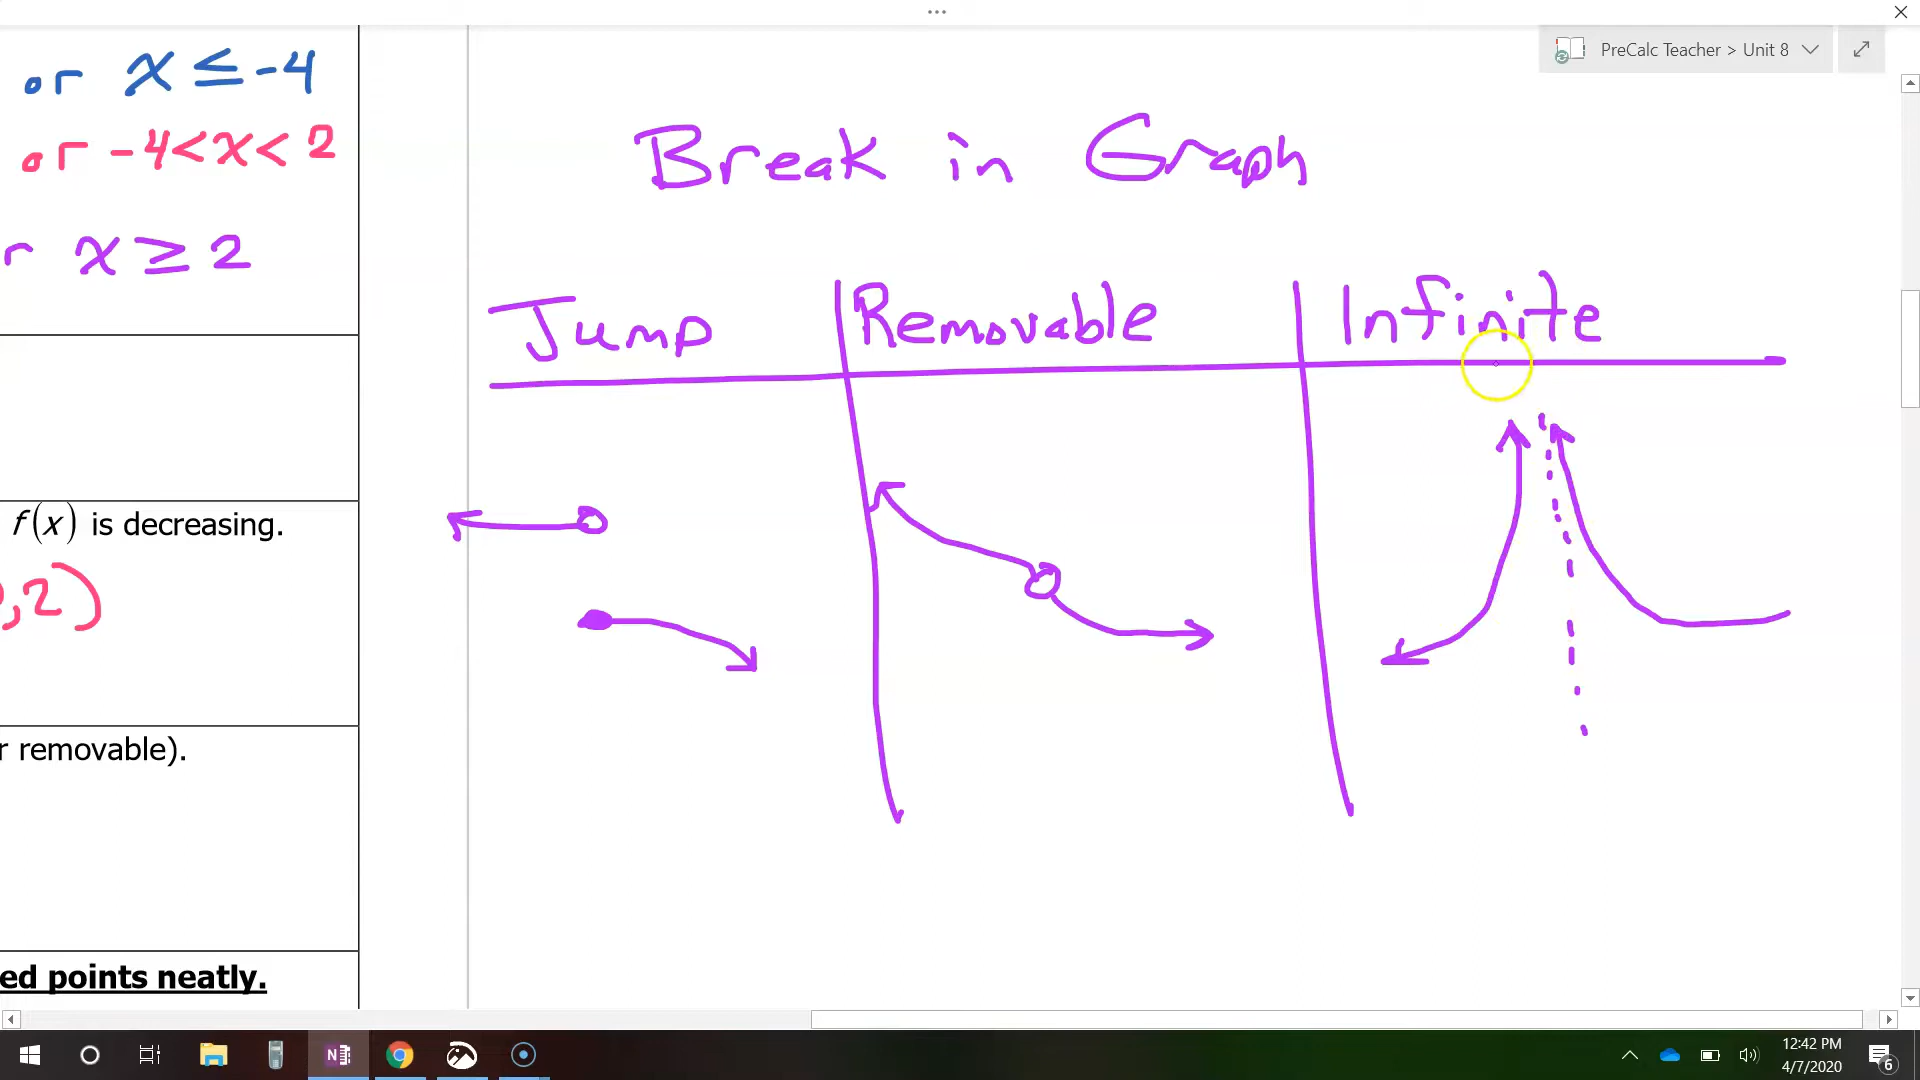 PreCalc Teacher > Unit 8
or x ≤ -4
or -4 < x < 2
r x ≥ 2
f(x) is decreasing.
,2)
r removable).
ed points neatly.
Break in Graph
Jump Removable Infinite
12:42 PM
4/7/2020
6